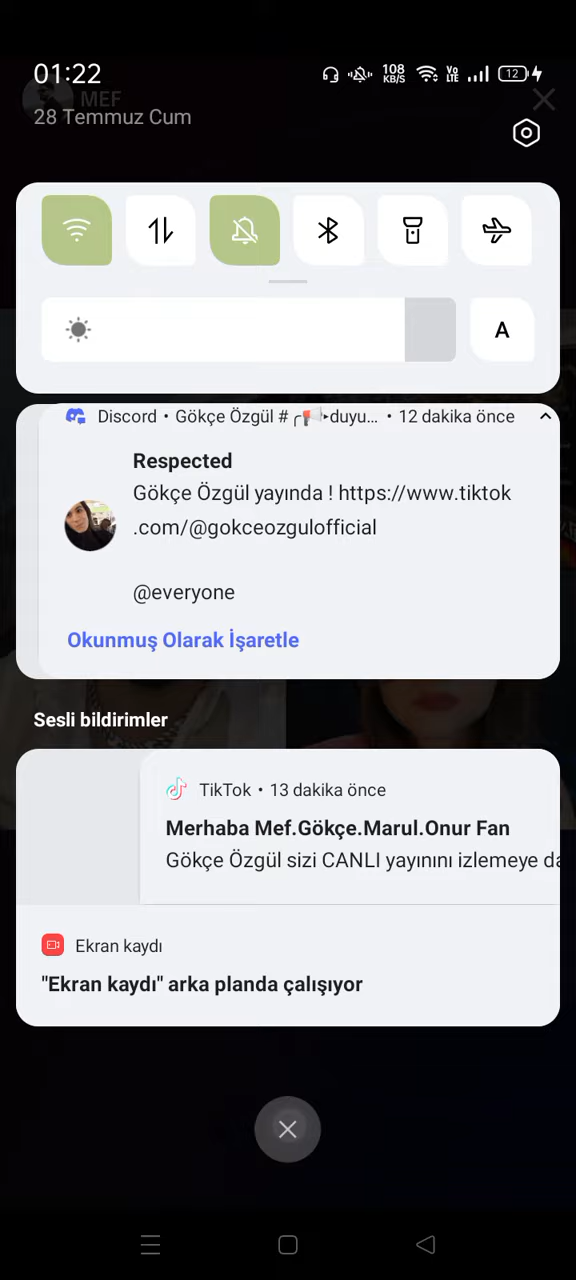 01:22
108
KB/S
VO
LTE
12
MEF
28 Temmuz Cum
A
Discord • Gökçe Özgül # duyu... • 12 dakika önce
Respected
Gökçe Özgül yayında ! https://www.tiktok
.com/@gokceozgulofficial
@everyone
Okunmuş Olarak İşaretle
Sesli bildirimler
TikTok • 13 dakika önce
Merhaba Mef.Gökçe.Marul.Onur Fan
Gökçe Özgül sizi CANLI yayınını izlemeye da
Ekran kaydı
"Ekran kaydı" arka planda çalışıyor